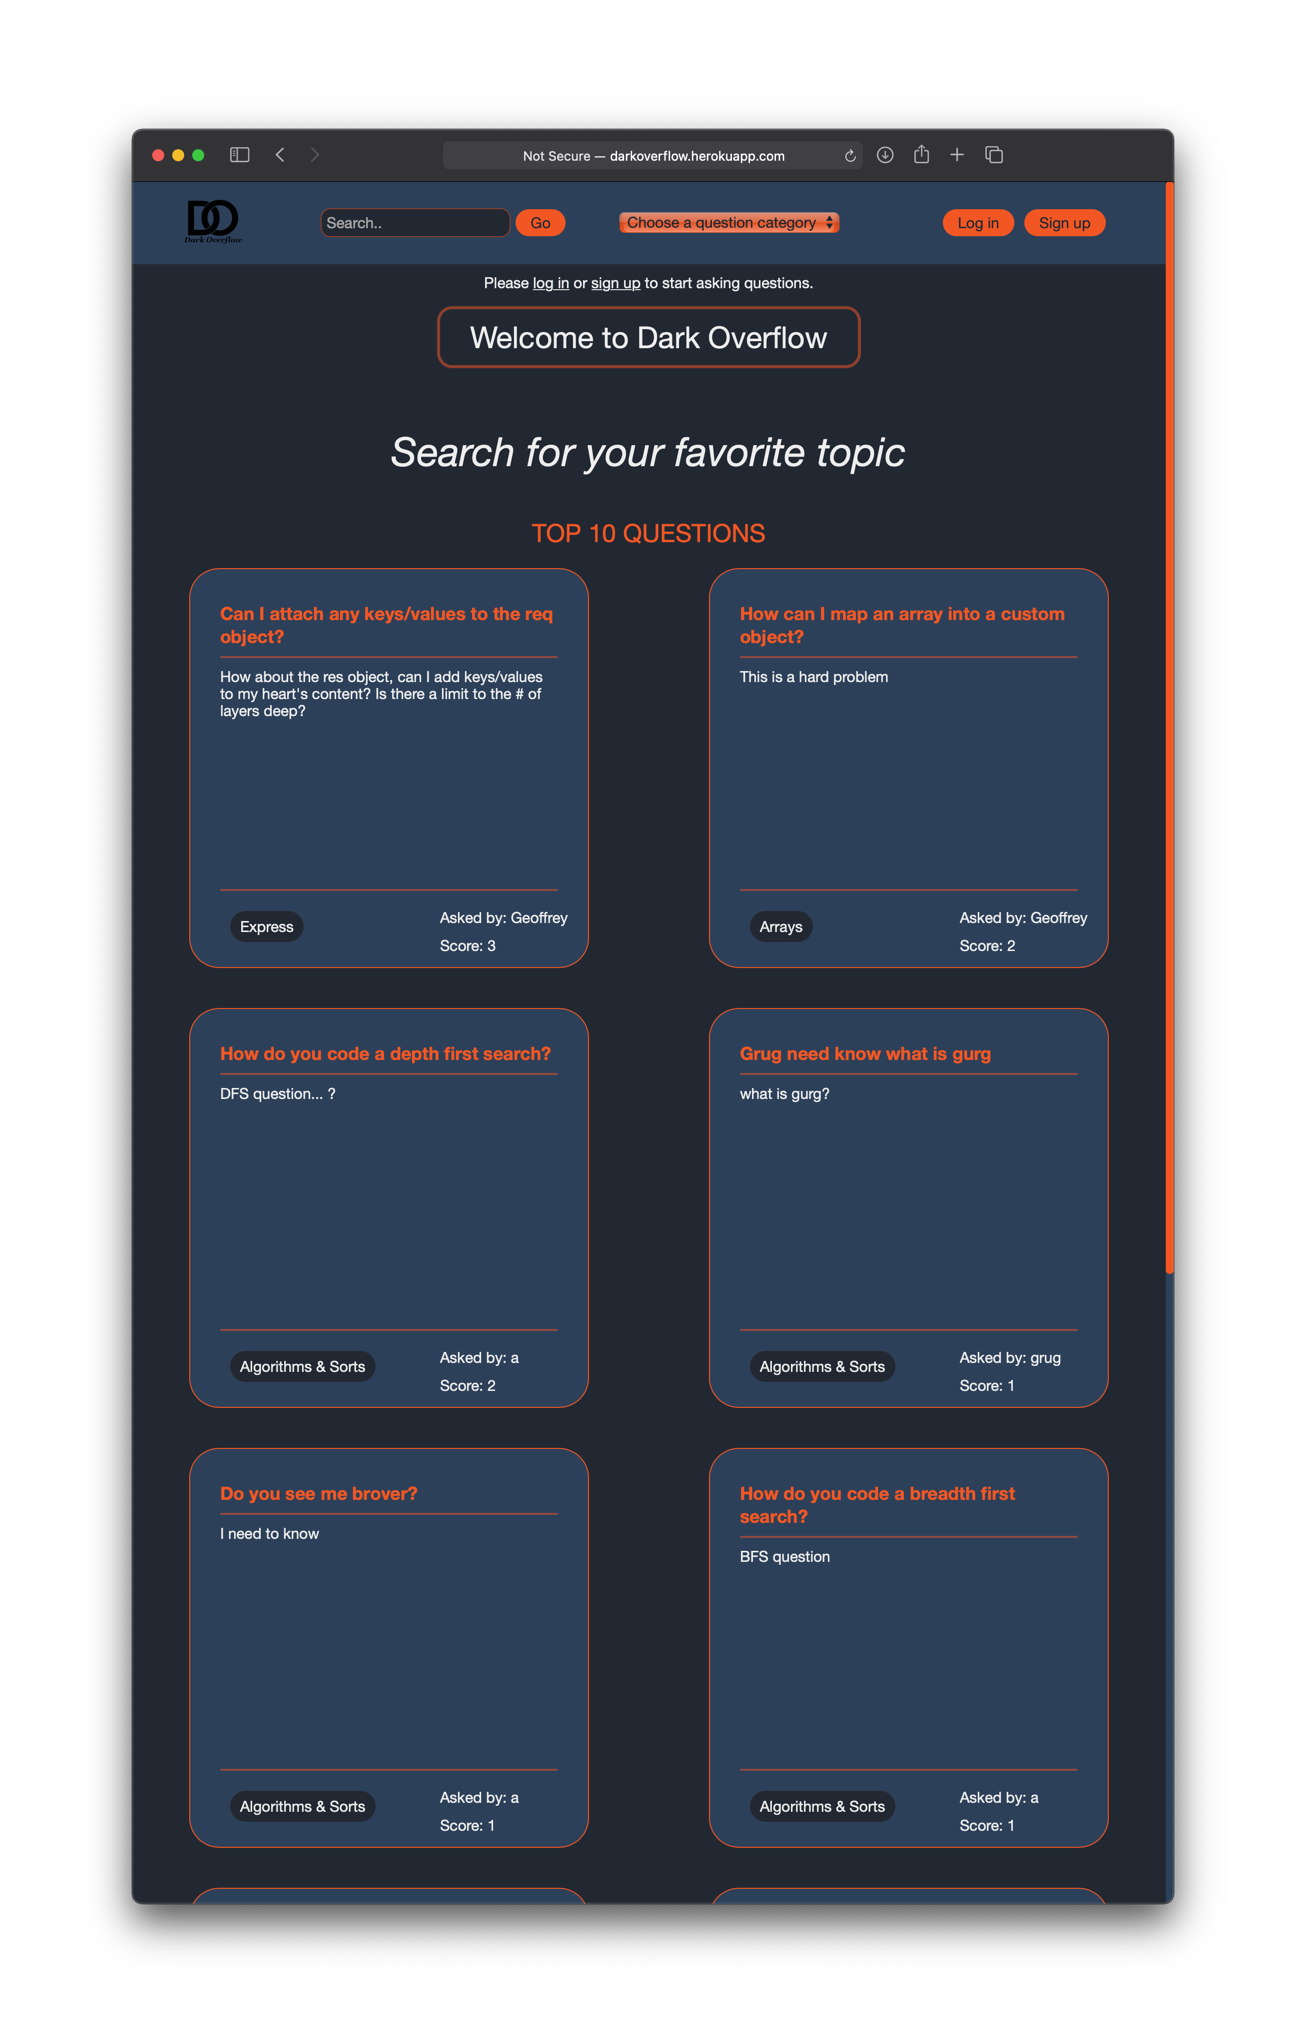 Not Secure — darkoverflow.herokuapp.com
DO
Dark Overflow
Search..
Go
Choose a question category
Log in
Sign up
Please log in or sign up to start asking questions.
Welcome to Dark Overflow
Search for your favorite topic
TOP 10 QUESTIONS
Can I attach any keys/values to the req
object?
How about the res object, can I add keys/values
to my heart's content? Is there a limit to the # of
layers deep?
Express
Asked by: Geoffrey
Score: 3
How can I map an array into a custom
object?
This is a hard problem
Arrays
Asked by: Geoffrey
Score: 2
How do you code a depth first search?
DFS question... ?
Algorithms & Sorts
Asked by: a
Score: 2
Grug need know what is gurg
what is gurg?
Algorithms & Sorts
Asked by: grug
Score: 1
Do you see me brover?
I need to know
Algorithms & Sorts
Asked by: a
Score: 1
How do you code a breadth first
search?
BFS question
Algorithms & Sorts
Asked by: a
Score: 1